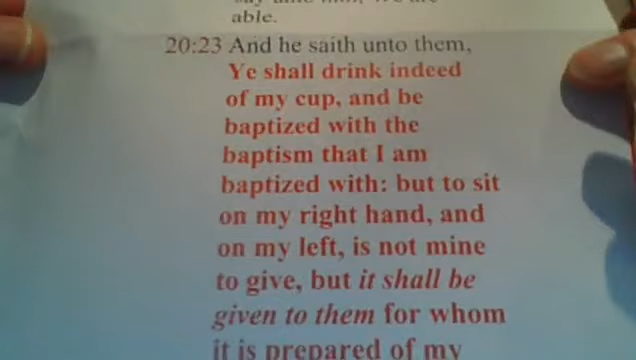 able.
20:23 And he saith unto them,
Ye shall drink indeed
of my cup, and be
baptized with the
baptism that I am
baptized with: but to sit
on my right hand, and
on my left, is not mine
to give, but it shall be
given to them for whom
it is prepared of my